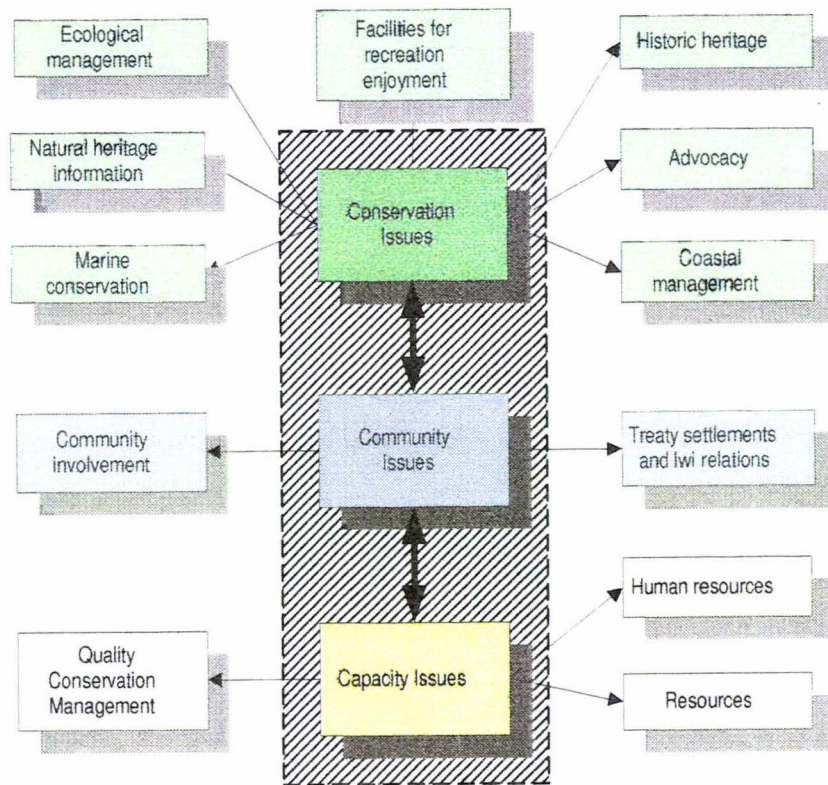 Ecological
management
Facilities for
recreation
enjoyment
Historic heritage
Natural heritage
information
Advocacy
Conservation
Issues
Marine
conservation
Coastal
management
Community
involvement
Community
Issues
Treaty settlements
and Iwi relations
Human resources
Quality
Conservation
Management
Capacity Issues
Resources